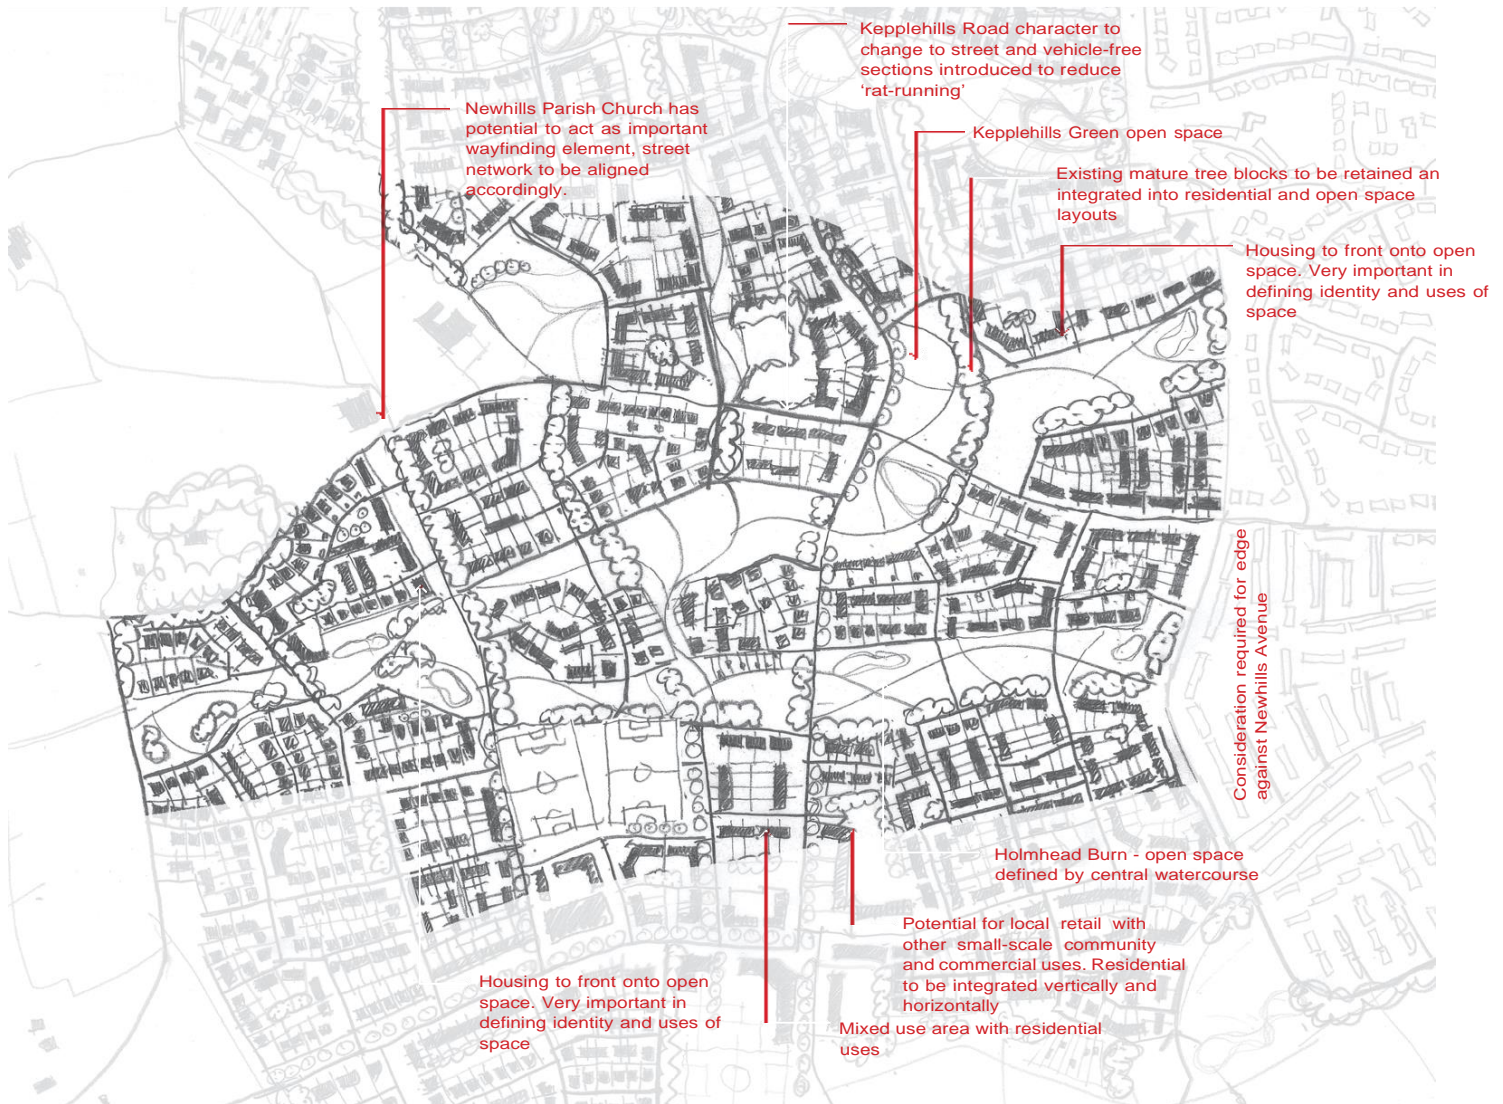 Kepplehills Road character to
change to street and vehicle-free
sections introduced to reduce
‘rat-running’
Newhills Parish Church has
potential to act as important
wayfinding element, street
network to be aligned
accordingly.
Kepplehills Green open space
Existing mature tree blocks to be retained an
integrated into residential and open space
layouts
Housing to front onto open
space. Very important in
defining identity and uses of
space
Consideration required for edge
against Newhills Avenue
Holmhead Burn - open space
defined by central watercourse
Potential for local retail with
other small-scale community
and commercial uses. Residential
to be integrated vertically and
horizontally
Housing to front onto open
space. Very important in
defining identity and uses of
space
Mixed use area with residential
uses